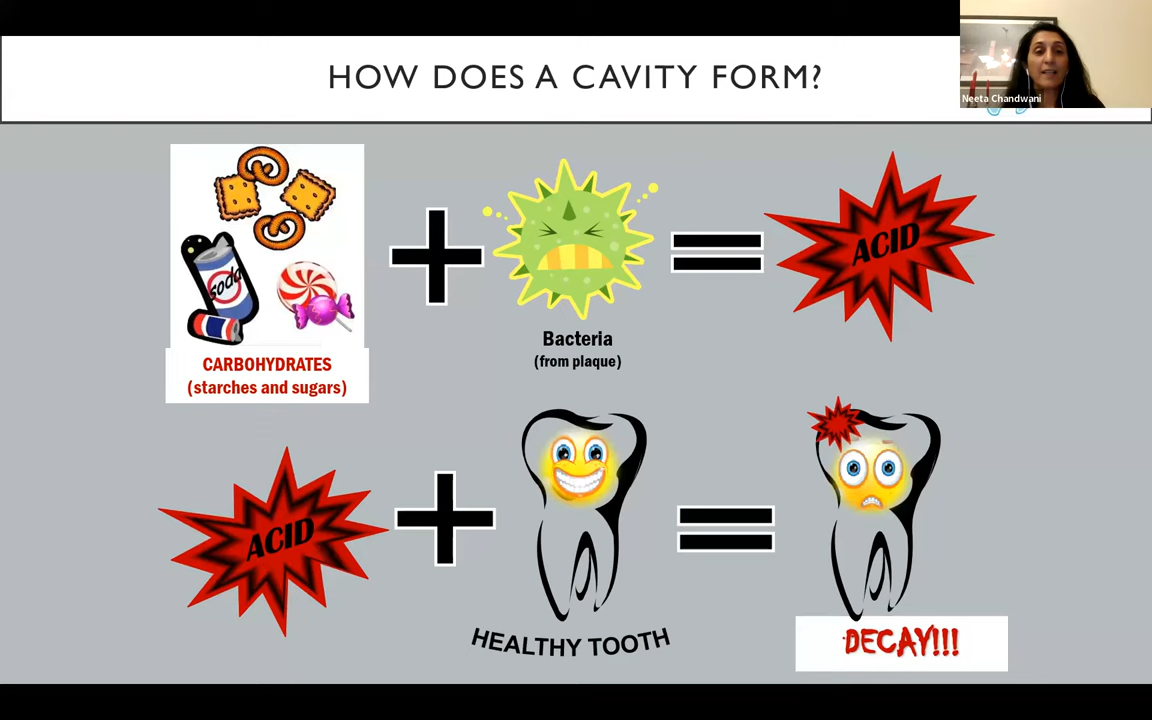 HOW DOES A CAVITY FORM?
Neeta Chandwani
soda
ACID
Bacteria
(from plaque)
CARBOHYDRATES
(starches and sugars)
ACID
HEALTHY TOOTH
DECAY!!!